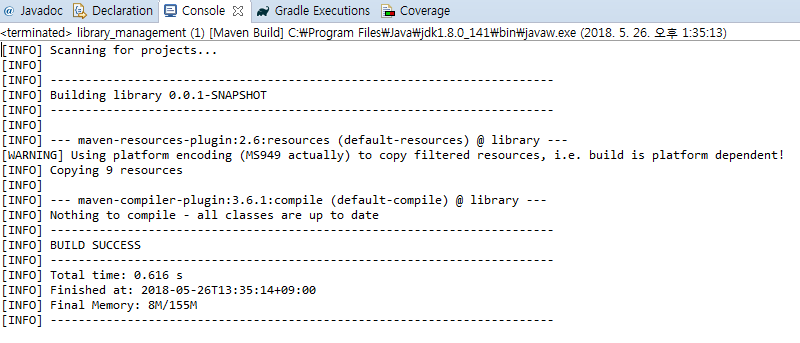 @ Javadoc Declaration Console Gradle Executions Coverage
<terminated> library_management (1) [Maven Build] C:₩Program Files₩Java₩jdk1.8.0_141₩bin₩javaw.exe (2018. 5. 26. 오후 1:35:13)
[INFO] Scanning for projects...
[INFO]
[INFO] ------------------------------------------------------------------------
[INFO] Building library 0.0.1-SNAPSHOT
[INFO] ------------------------------------------------------------------------
[INFO]
[INFO] --- maven-resources-plugin:2.6:resources (default-resources) @ library ---
[WARNING] Using platform encoding (MS949 actually) to copy filtered resources, i.e. build is platform dependent!
[INFO] Copying 9 resources
[INFO]
[INFO] --- maven-compiler-plugin:3.6.1:compile (default-compile) @ library ---
[INFO] Nothing to compile - all classes are up to date
[INFO] ------------------------------------------------------------------------
[INFO] BUILD SUCCESS
[INFO] ------------------------------------------------------------------------
[INFO] Total time: 0.616 s
[INFO] Finished at: 2018-05-26T13:35:14+09:00
[INFO] Final Memory: 8M/155M
[INFO] ------------------------------------------------------------------------